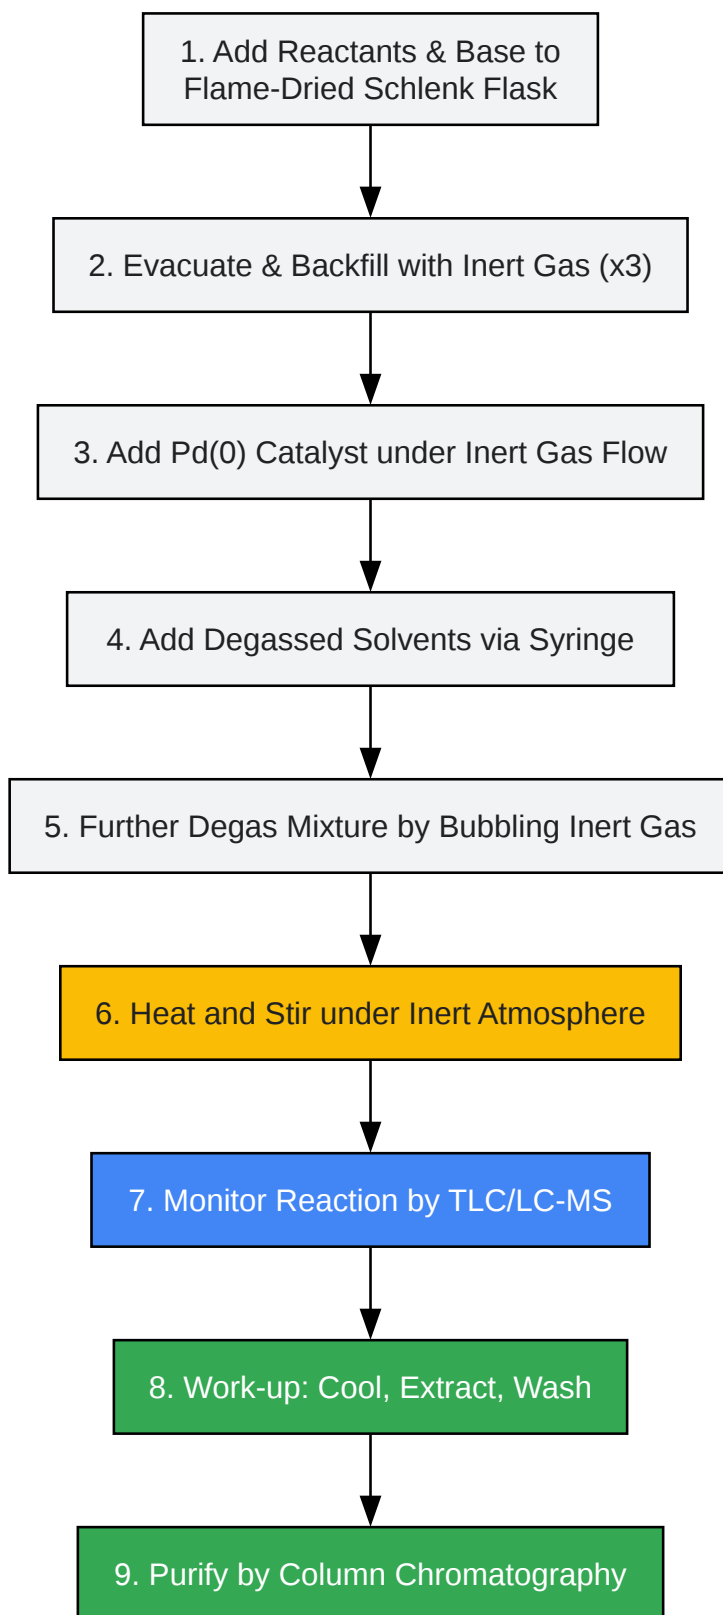 1. Add Reactants & Base to
Flame-Dried Schlenk Flask
2. Evacuate & Backfill with Inert Gas (x3)
3. Add Pd(0) Catalyst under Inert Gas Flow
4. Add Degassed Solvents via Syringe
5. Further Degas Mixture by Bubbling Inert Gas
6. Heat and Stir under Inert Atmosphere
7. Monitor Reaction by TLC/LC-MS
8. Work-up: Cool, Extract, Wash
9. Purify by Column Chromatography